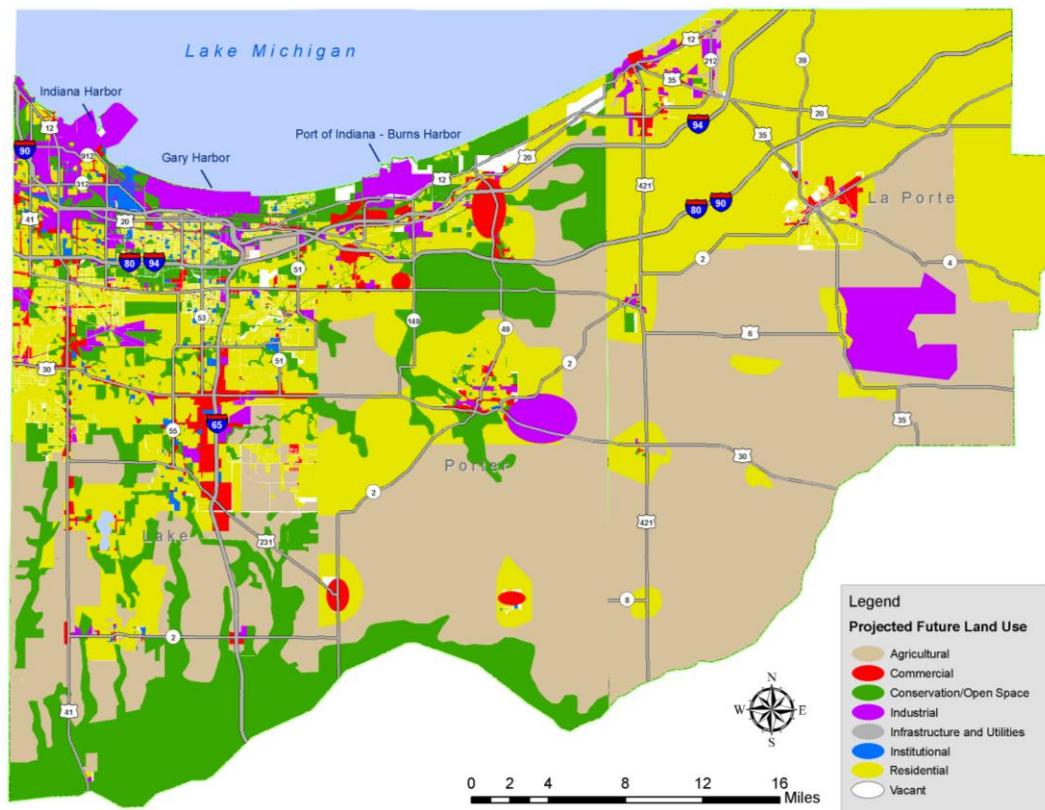 Lake Michigan
Indiana Harbor
Gary Harbor
Port of Indiana - Burns Harbor
12
35
212
39
20
12
90
912
312
41
20
80
94
94
35
20
12
20
421
80
90
La Porte
2
4
51
53
149
49
6
2
30
51
65
55
35
Porter
30
2
421
Lake
231
8
2
41
N
W
E
S
0
2
4
8
12
16
Miles
Legend
Projected Future Land Use
Agricultural
Commercial
Conservation/Open Space
Industrial
Infrastructure and Utilities
Institutional
Residential
Vacant